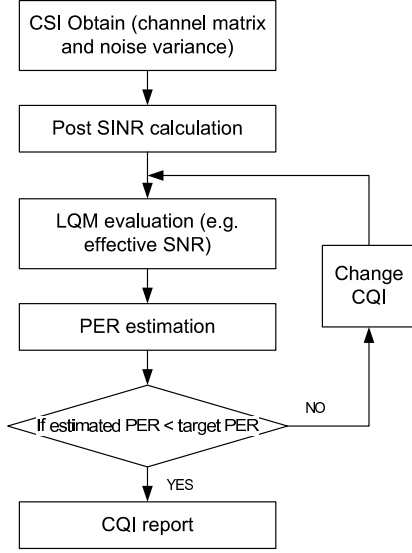 CSI Obtain (channel matrix
and noise variance)
Post SINR calculation
LQM evaluation (e.g.
effective SNR)
Change
CQI
PER estimation
If estimated PER < target PER
NO
YES
CQI report